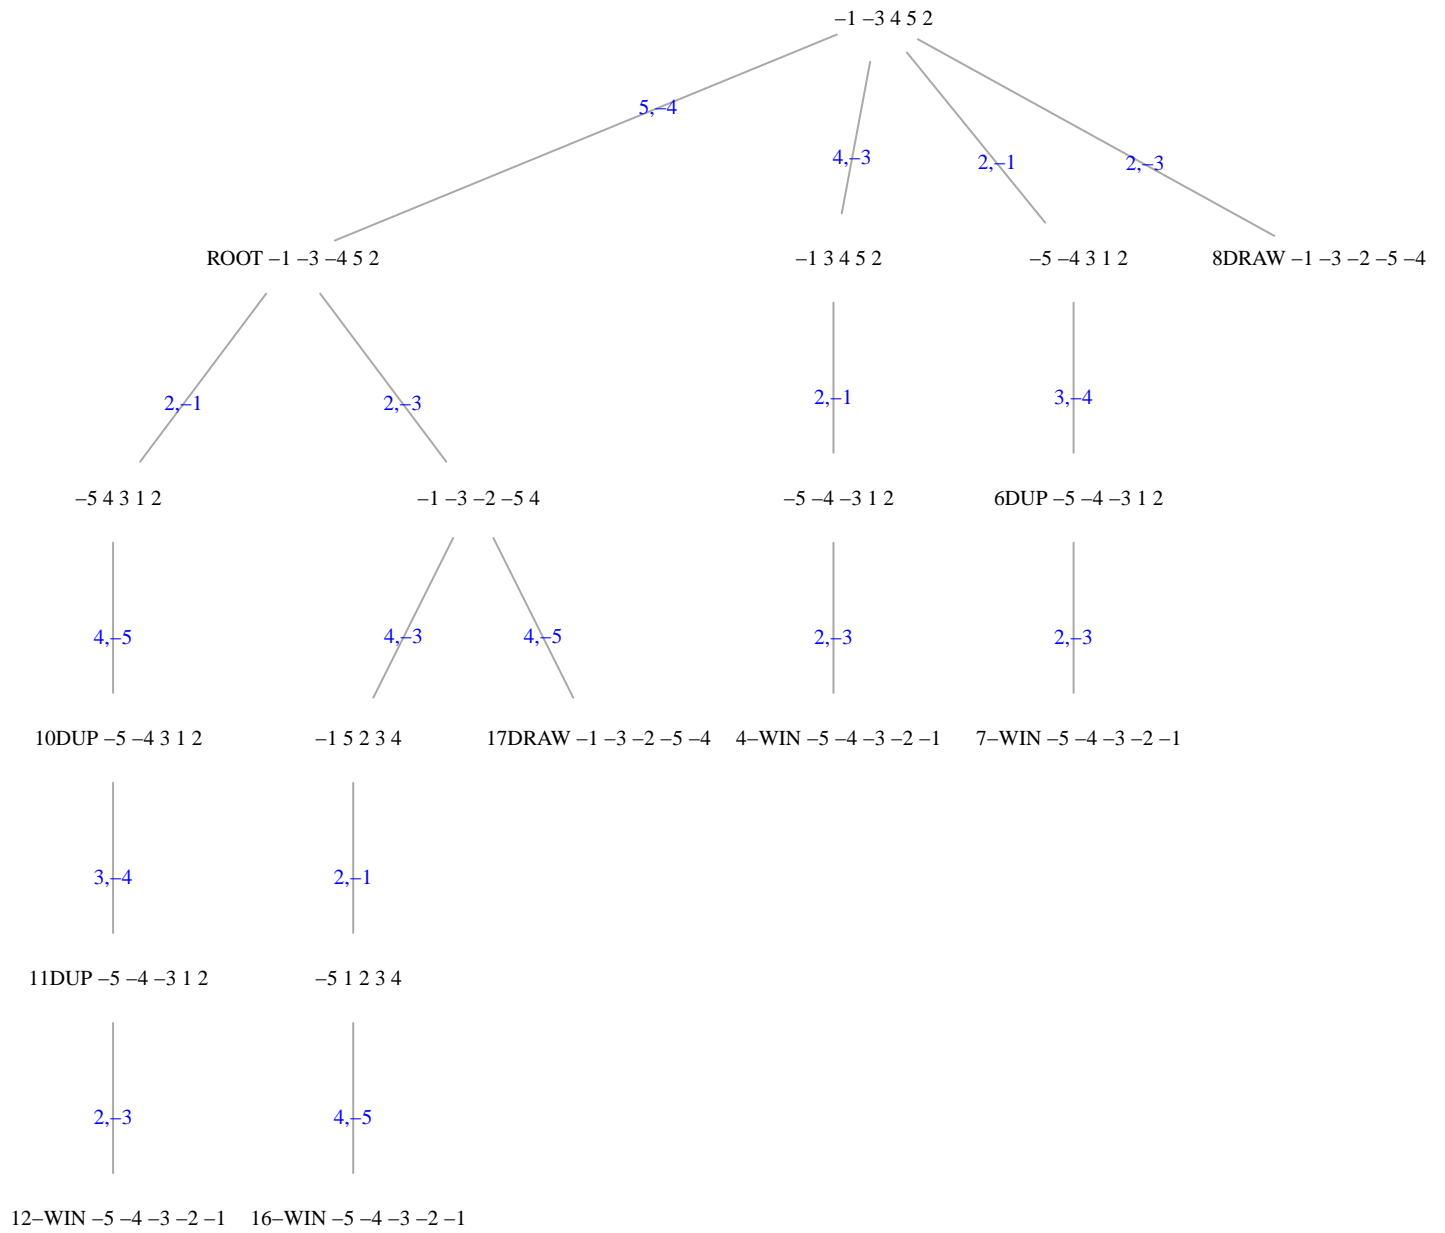 –1 –3 4 5 2
5,–4
4,–3
2,–1
2,–3
ROOT –1 –3 –4 5 2
–1 3 4 5 2
–5 –4 3 1 2
8DRAW –1 –3 –2 –5 –4
2,–1
2,–3
2,–1
3,–4
–5 4 3 1 2
–1 –3 –2 –5 4
–5 –4 –3 1 2
6DUP –5 –4 –3 1 2
4,–5
4,–3
4,–5
2,–3
2,–3
10DUP –5 –4 3 1 2
–1 5 2 3 4
17DRAW –1 –3 –2 –5 –4
4–WIN –5 –4 –3 –2 –1
7–WIN –5 –4 –3 –2 –1
3,–4
2,–1
11DUP –5 –4 –3 1 2
–5 1 2 3 4
2,–3
4,–5
12–WIN –5 –4 –3 –2 –1
16–WIN –5 –4 –3 –2 –1